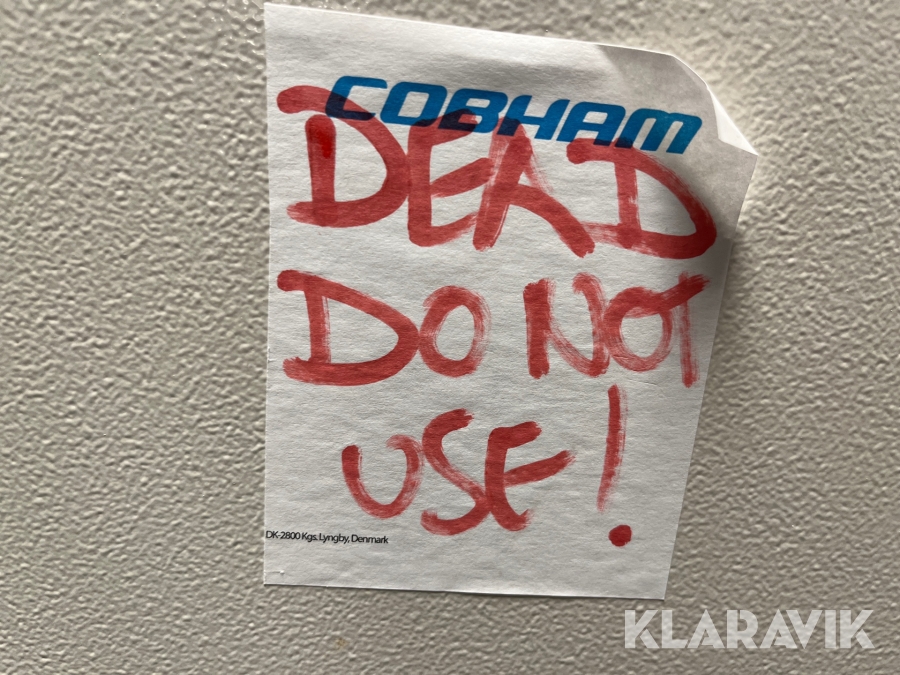 COBHAM
DEAD
DO NOT
USE!
DK-2800 Kgs. Lyngby, Denmark
KLARAVIK